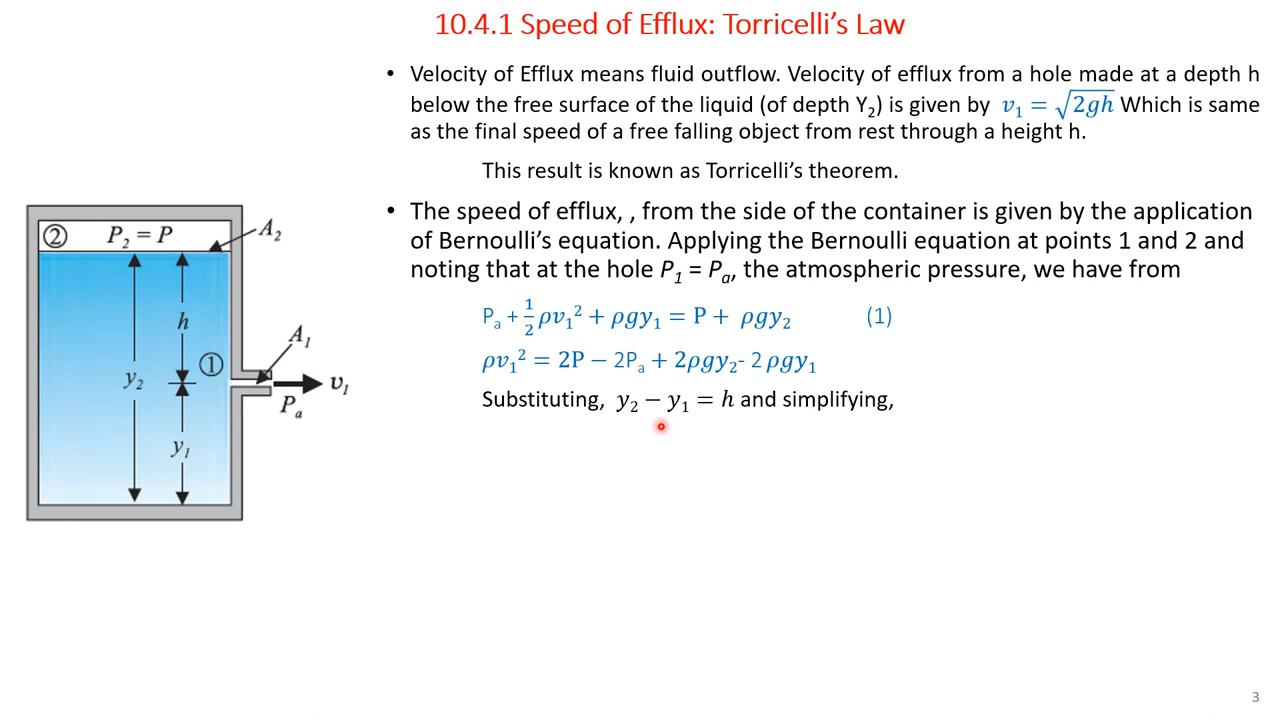 10.4.1 Speed of Efflux: Torricelli's Law
• Velocity of Efflux means fluid outflow. Velocity of efflux from a hole made at a depth h
below the free surface of the liquid (of depth Y₂) is given by v₁ = √2gh Which is same
as the final speed of a free falling object from rest through a height h.
This result is known as Torricelli's theorem.
• The speed of efflux, , from the side of the container is given by the application
of Bernoulli's equation. Applying the Bernoulli equation at points 1 and 2 and
noting that at the hole P₁ = Pₐ, the atmospheric pressure, we have from
Pₐ + ½ρv₁² + ρgy₁ = P + ρgy₂ (1)
ρv₁² = 2P − 2Pₐ + 2ρgy₂- 2 ρgy₁
Substituting, y₂ − y₁ = h and simplifying,
② P₂ = P
A₂
h
A₁
①
y₂
v₁
Pₐ
y₁
3